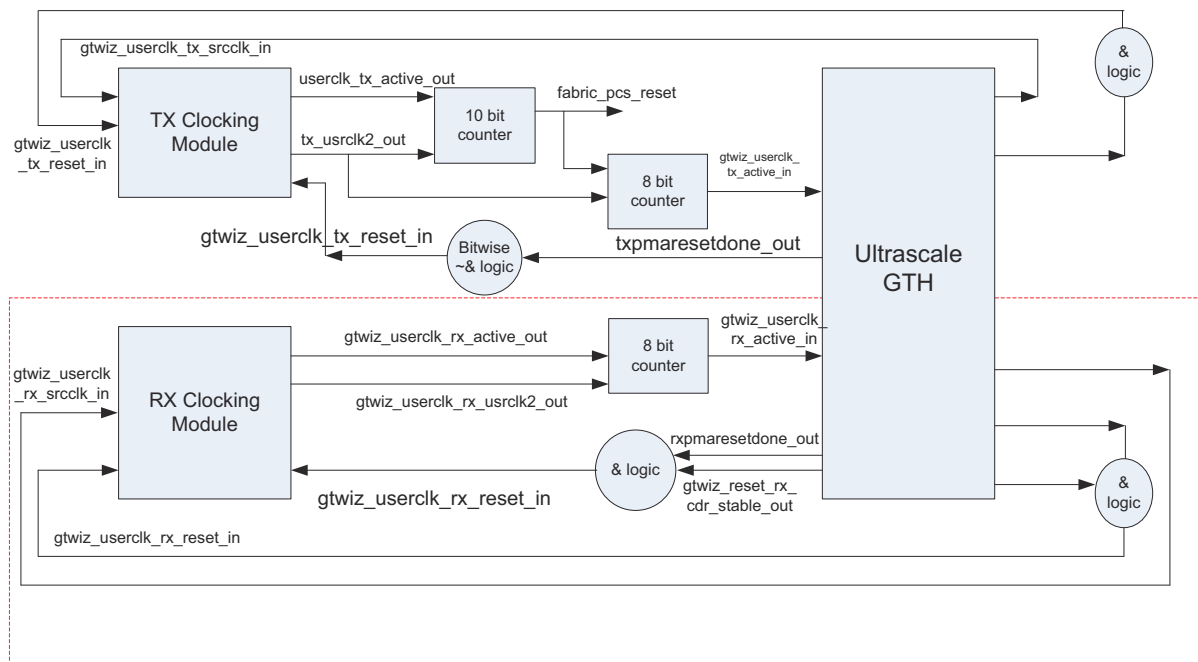 gtwiz_userclk_tx_srcclk_in
&
logic
userclk_tx_active_out
fabric_pcs_reset
TX Clocking
Module
10 bit
counter
gtwiz_userclk
_tx_reset_in
tx_usrclk2_out
gtwiz_userclk_
tx_active_in
8 bit
counter
gtwiz_userclk_tx_reset_in
Bitwise
~& logic
txpmaresetdone_out
Ultrascale
GTH
gtwiz_userclk
_rx_srcclk_in
RX Clocking
Module
gtwiz_userclk_rx_active_out
8 bit
counter
gtwiz_userclk_
rx_active_in
gtwiz_userclk_rx_usrclk2_out
rxpmaresetdone_out
& logic
gtwiz_reset_rx_
cdr_stable_out
gtwiz_userclk_rx_reset_in
&
logic
gtwiz_userclk_rx_reset_in